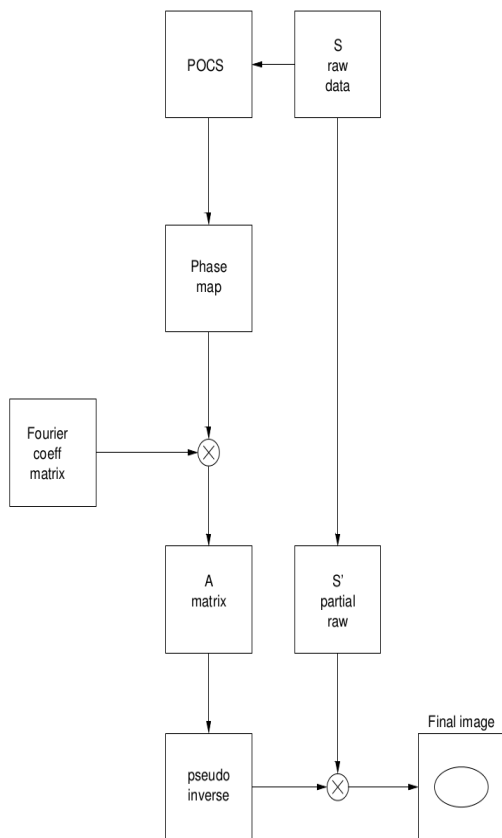 POCS
S
raw
data
Phase
map
Fourier
coeff
matrix
A
matrix
S'
partial
raw
pseudo
inverse
Final image